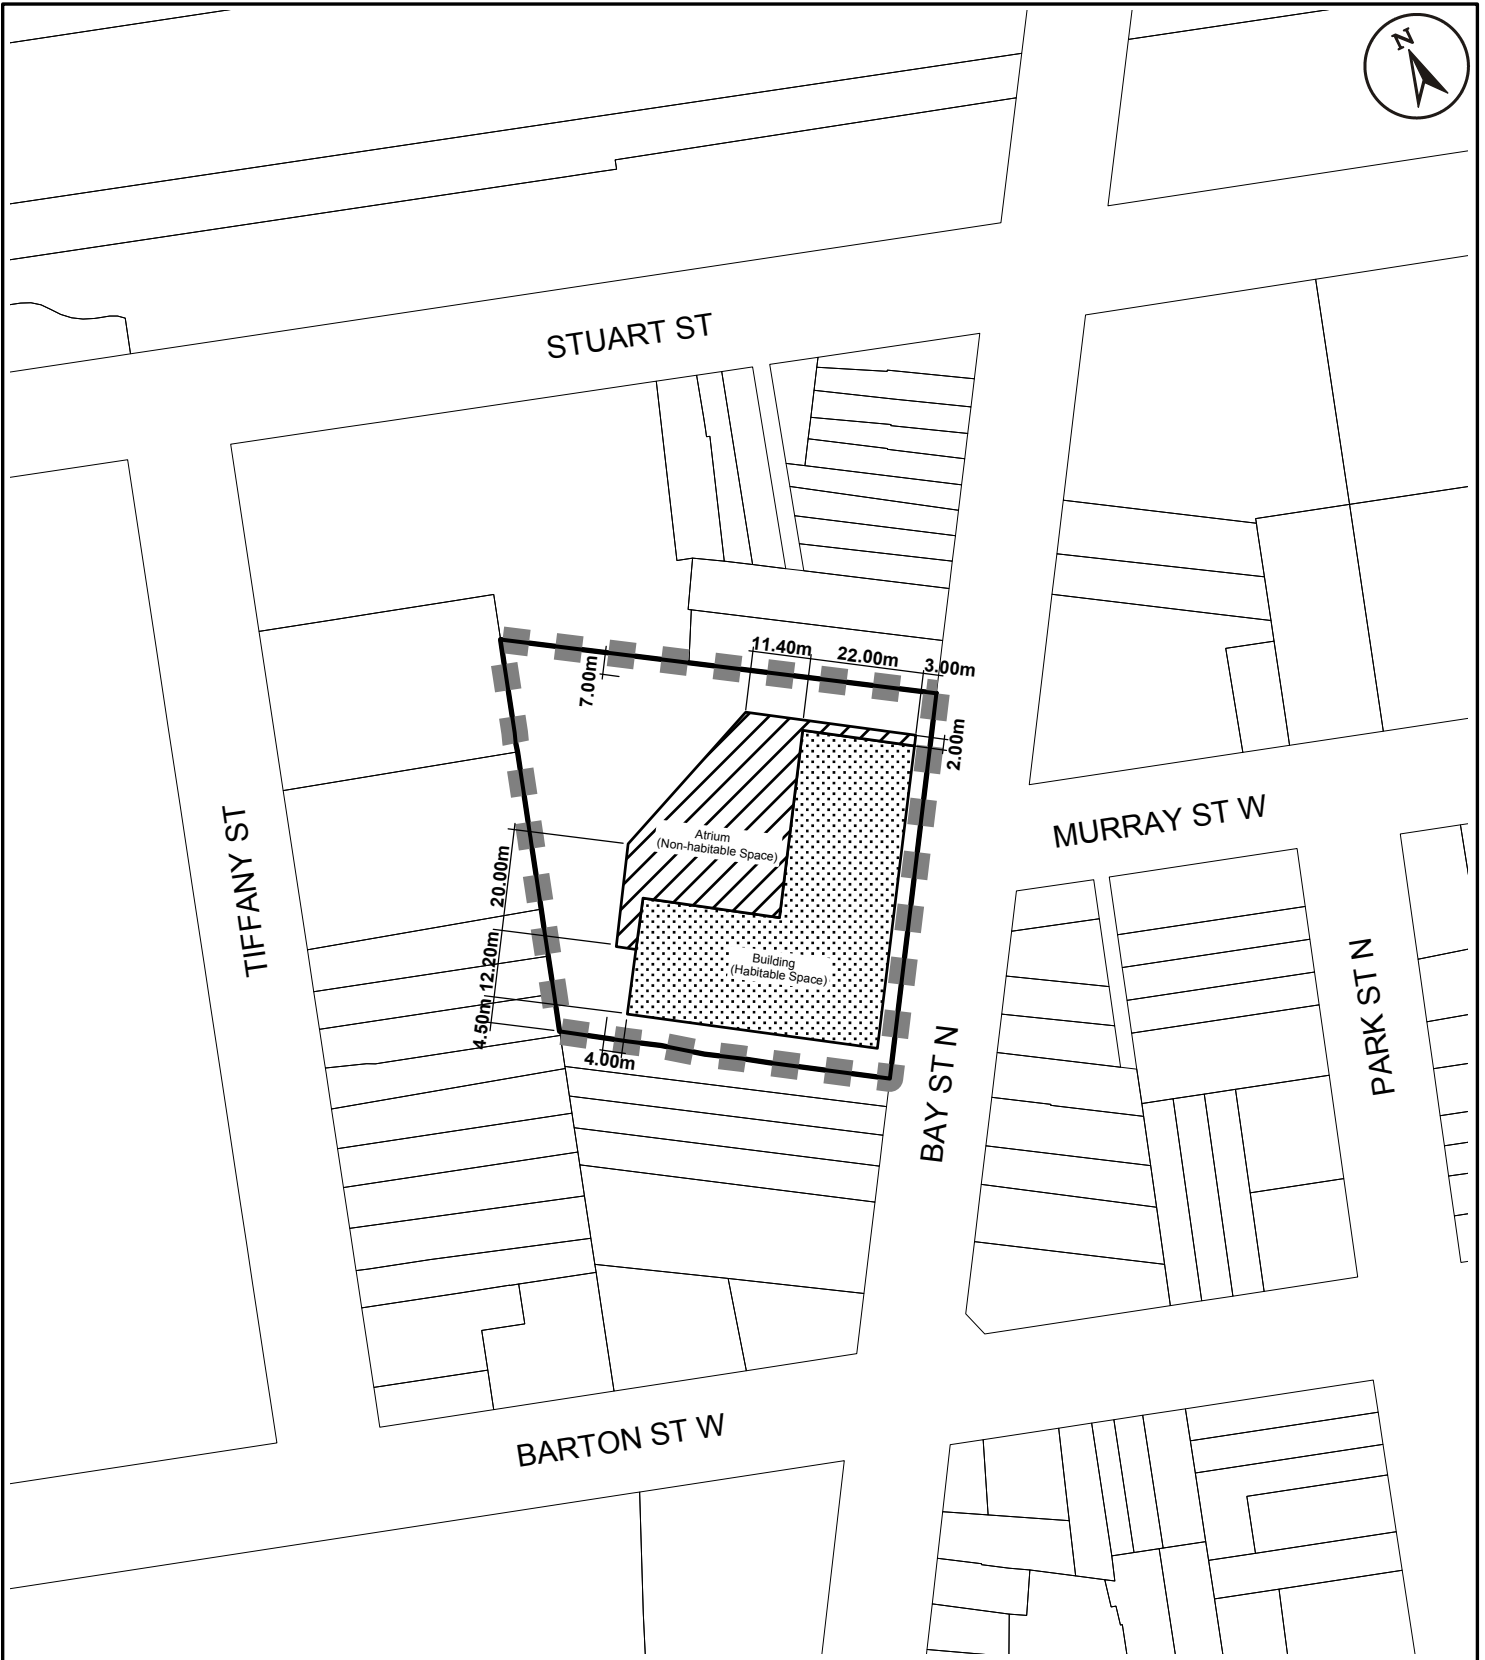 N
STUART ST
11.40m
22.00m
3.00m
7.00m
2.00m
MURRAY ST W
TIFFANY ST
Atrium
(Non-habitable Space)
20.00m
12.20m
4.50m
Building
(Habitable Space)
4.00m
BAY ST N
PARK ST N
BARTON ST W